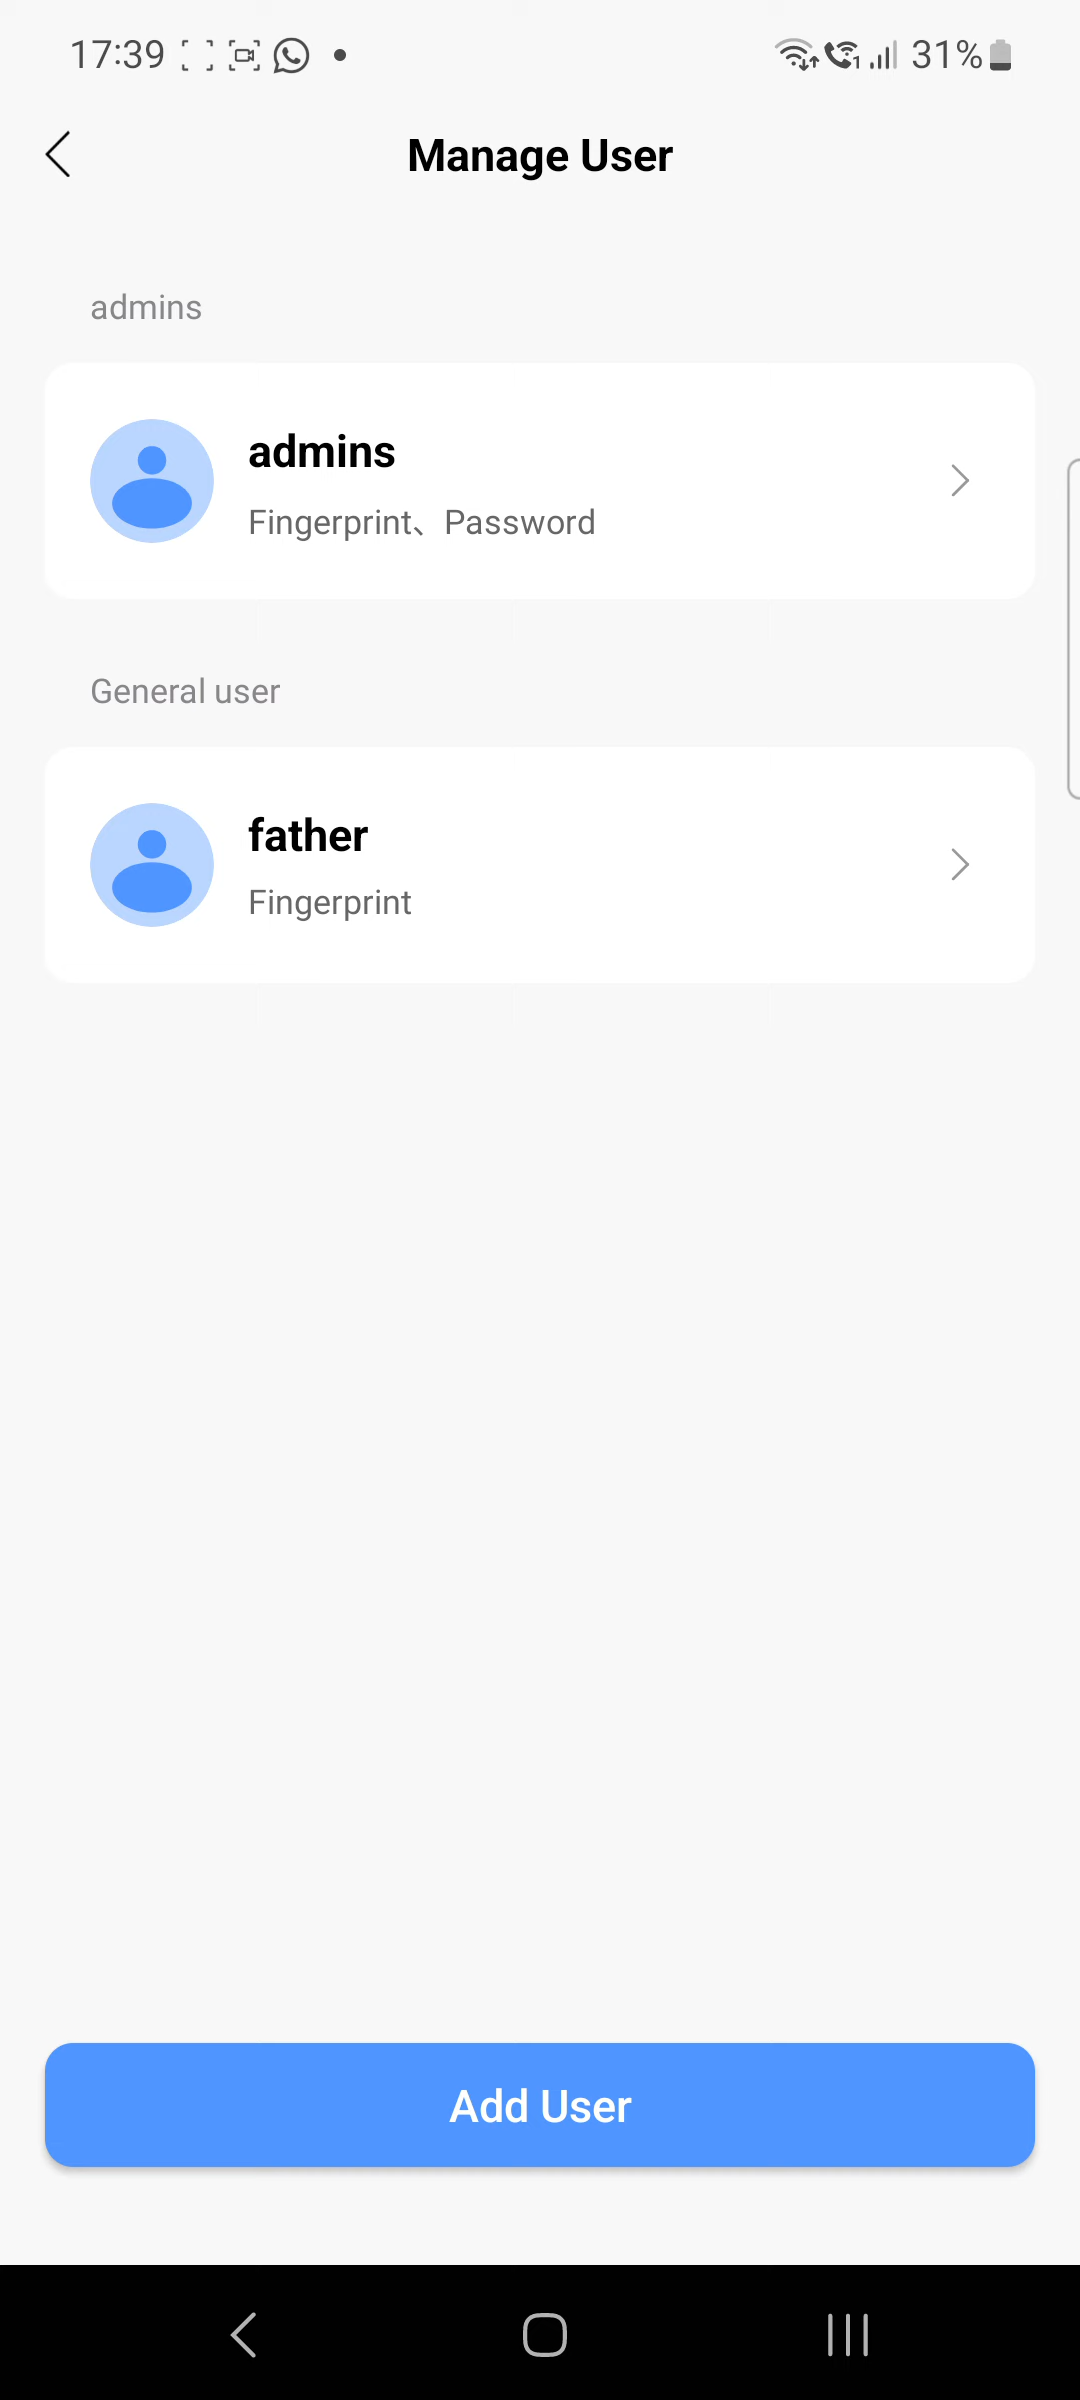 17:39 31%
Manage User
admins
admins
Fingerprint、Password
General user
father
Fingerprint
Add User